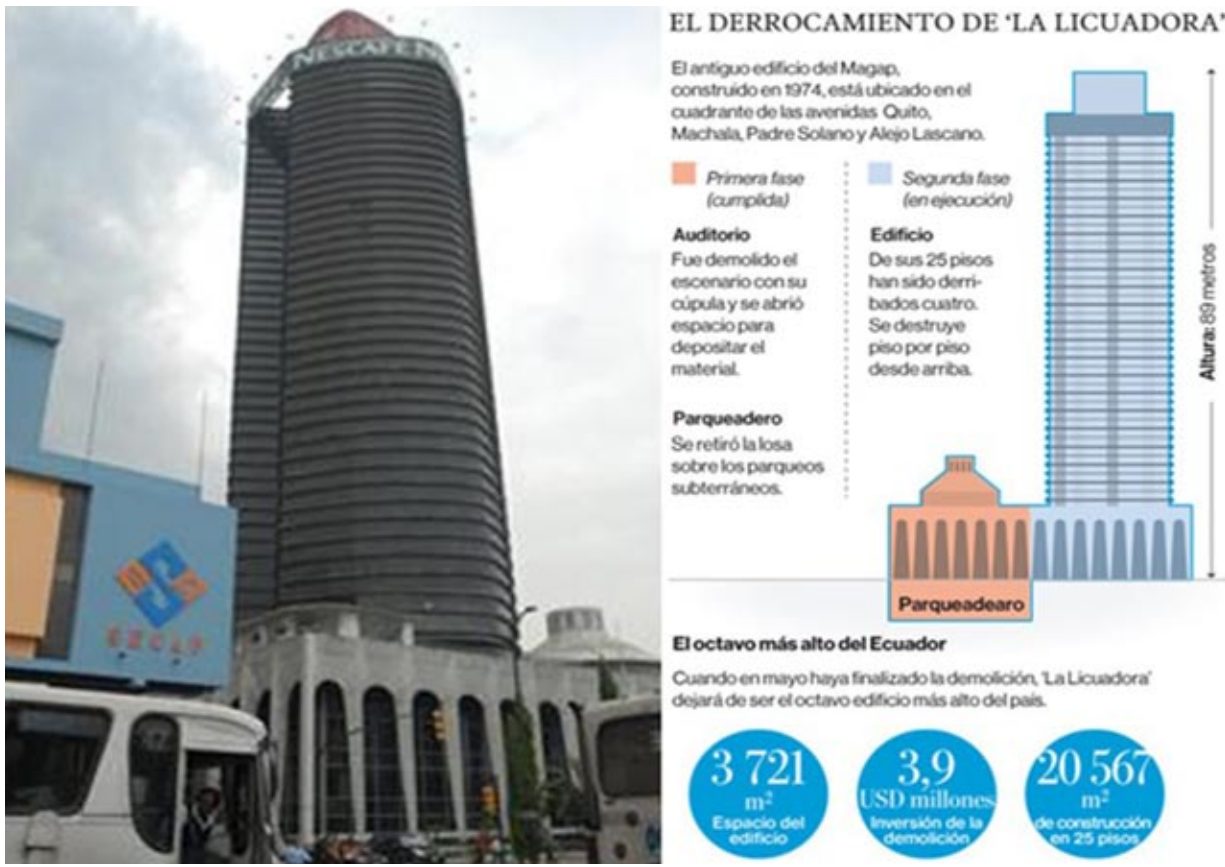 NESCAFÉ N
SECAP
EL DERROCAMIENTO DE ‘LA LICUADORA’
El antiguo edificio del Magap,
construido en 1974, está ubicado en el
cuadrante de las avenidas Quito,
Machala, Padre Solano y Alejo Lascano.
Primera fase
(cumplida)
Auditorio
Fue demolido el
escenario con su
cúpula y se abrió
espacio para
depositar el
material.
Parqueadero
Se retiró la losa
sobre los parqueos
subterráneos.
Segunda fase
(en ejecución)
Edificio
De sus 25 pisos
han sido derri-
bados cuatro.
Se destruye
piso por piso
desde arriba.
Altura: 89 metros
Parqueadearo
El octavo más alto del Ecuador
Cuando en mayo haya finalizado la demolición, ‘La Licuadora’
dejará de ser el octavo edificio más alto del país.
3 721
m²
Espacio del
edificio
3,9
USD millones
Inversión de la
demolición
20 567
m²
de construcción
en 25 pisos